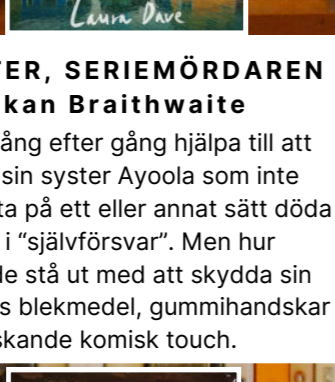 Laura Dave
TER, SERIEMÖRDAREN
kan Braithwaite
ång efter gång hjälpa till att
sin syster Ayoola som inte
ta på ett eller annat sätt döda
i “självförsvar”. Men hur
de stå ut med att skydda sin
s blekmedel, gummihandskar
skande komisk touch.